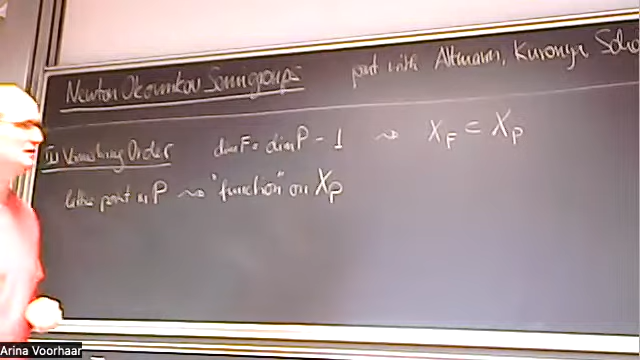 Newton Okounkov Semigroups
joint with Altmann, Kuronya,
II) Vanishing Order
dim F = dim P - 1 ⇝ X_F ⊂ X_P
lattice point in P ⇝ "function" on X_P
Arina Voorhaar